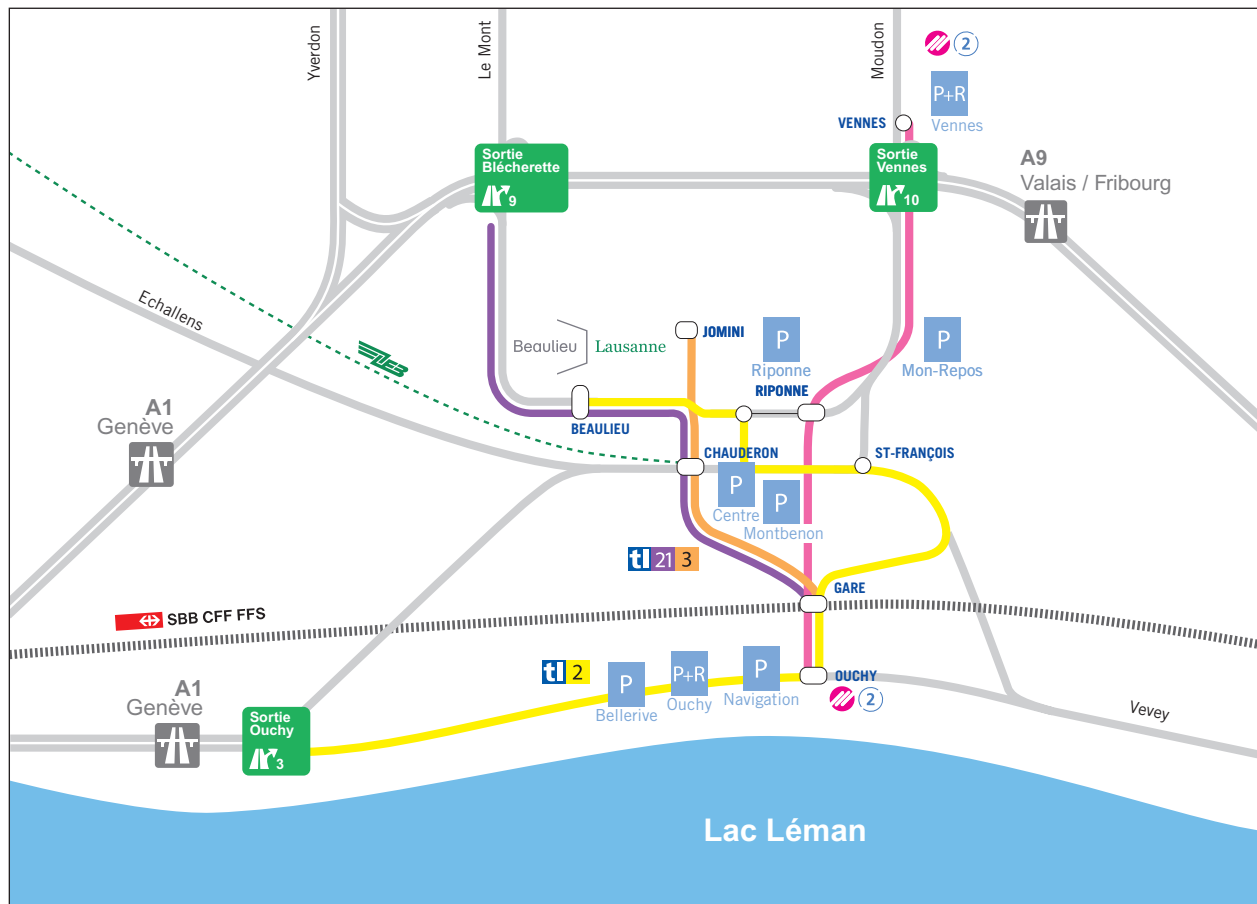 Yverdon
Le Mont
Moudon
2
P+R
Vennes
VENNES
Sortie
Blécherette
9
Sortie
Vennes
10
A9
Valais / Fribourg
Echallens
LEB
Beaulieu
Lausanne
JOMINI
P
Riponne
RIPONNE
P
Mon-Repos
A1
Genève
BEAULIEU
CHAUDERON
ST-FRANÇOIS
P
Centre
P
Montbenon
tl 21 3
GARE
SBB CFF FFS
tl 2
P
Bellerive
P+R
Ouchy
P
Navigation
OUCHY
2
A1
Genève
Sortie
Ouchy
3
Vevey
Lac Léman